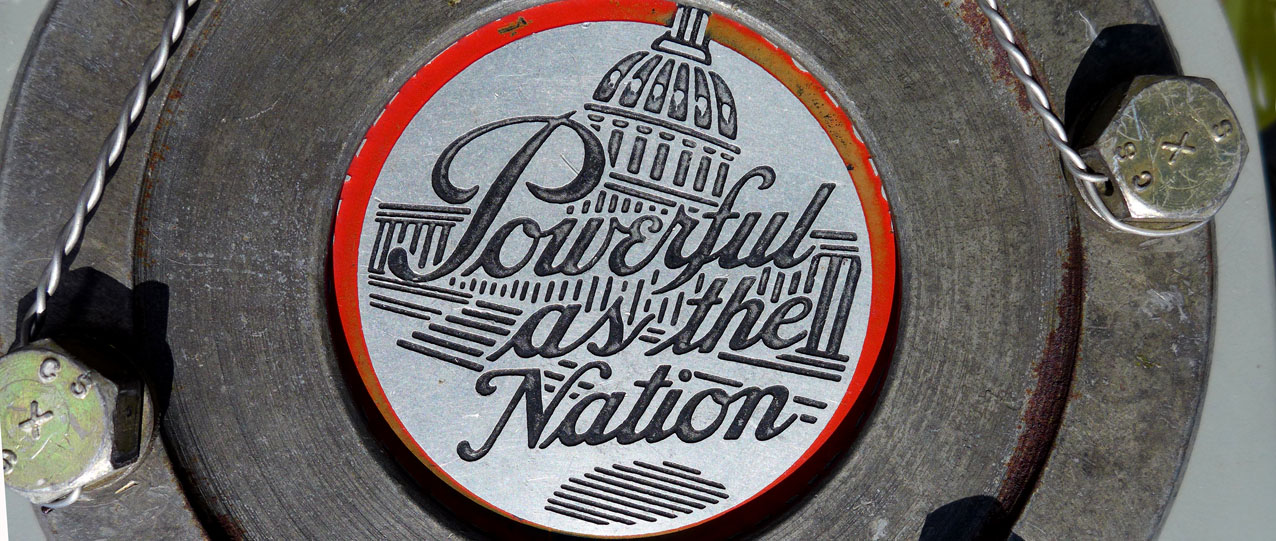 Powerful
as the
Nation